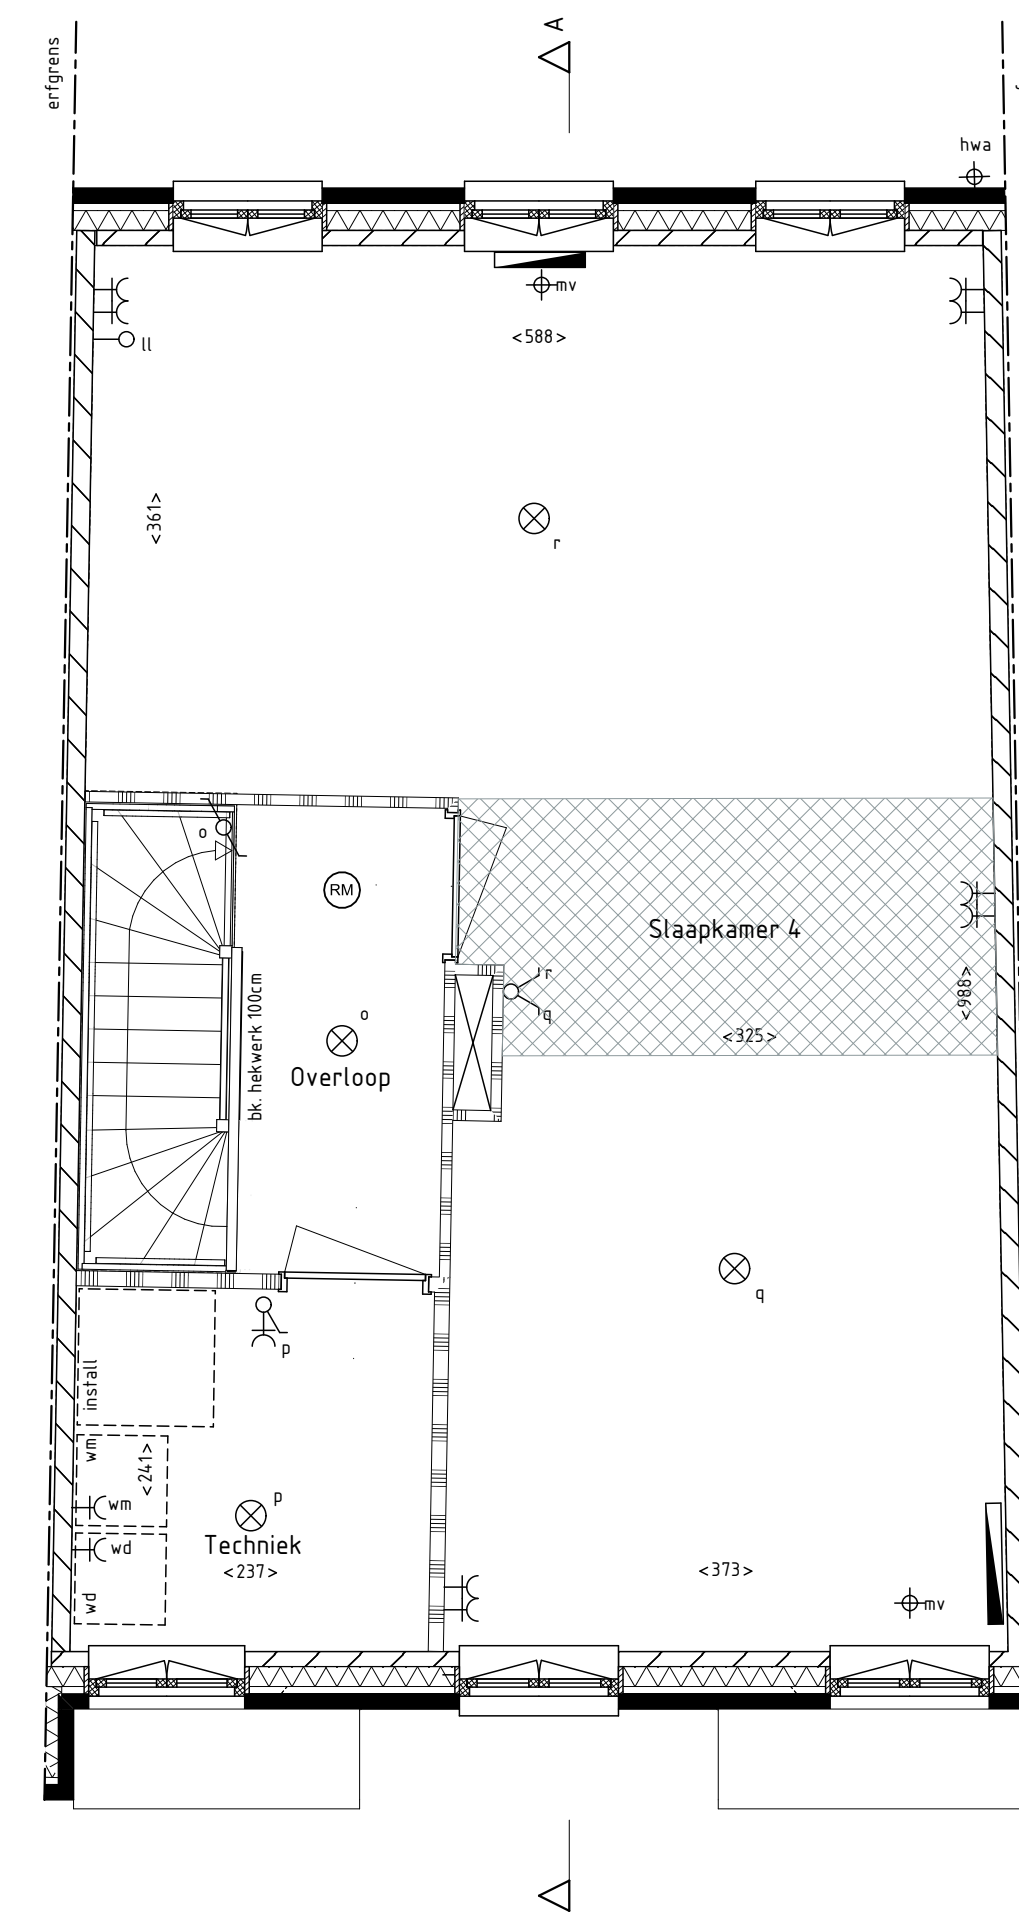 erfgrens
A
hwa
mv
<588>
ll
<361>
r
o
RM
Slaapkamer 4
r
q
<988>
<325>
o
bk. hekwerk 100cm
Overloop
q
p
install
wm
<241>
wm
p
Techniek
wd
<237>
wd
<373>
mv